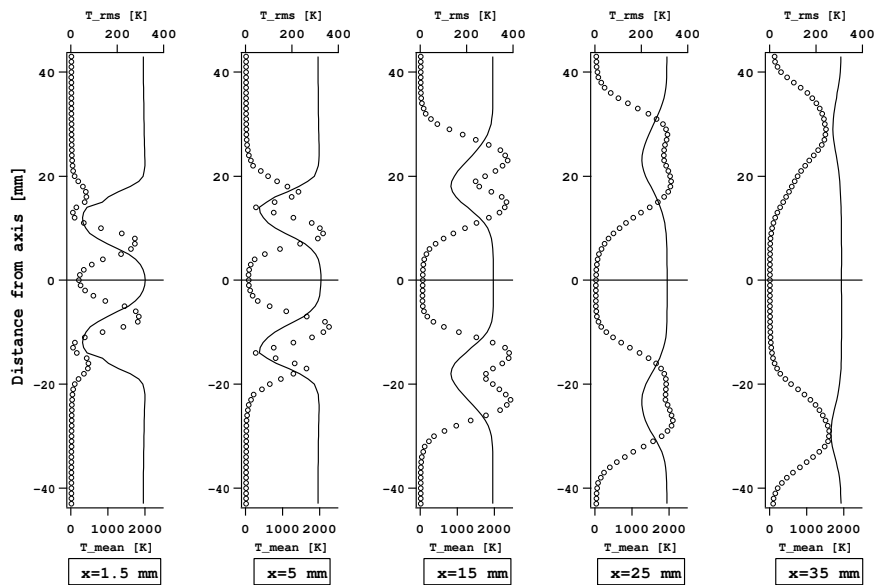 T_rms [K] T_rms [K] T_rms [K] T_rms [K] T_rms [K]
0 200 400 0 200 400 0 200 400 0 200 400 0 200 400
40 40 40 40 40
20 20 20 20 20
0 0 0 0 0
-20 -20 -20 -20 -20
-40 -40 -40 -40 -40
Distance from axis [mm]
0 1000 2000 0 1000 2000 0 1000 2000 0 1000 2000 0 1000 2000
T_mean [K] T_mean [K] T_mean [K] T_mean [K] T_mean [K]
x=1.5 mm x=5 mm x=15 mm x=25 mm x=35 mm